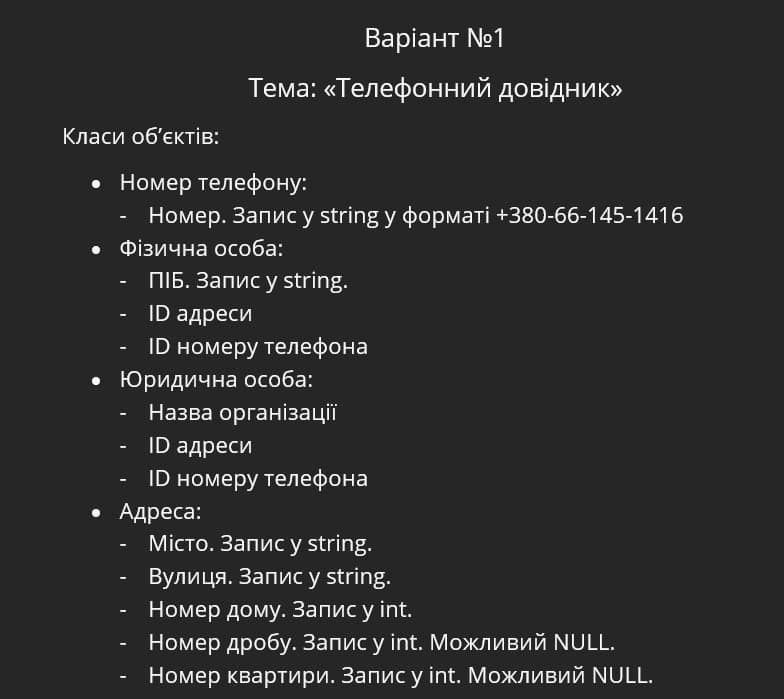 Варіант №1
Тема: «Телефонний довідник»
Класи об’єктів:
• Номер телефону:
- Номер. Запис у string у форматі +380-66-145-1416
• Фізична особа:
- ПІБ. Запис у string.
- ID адреси
- ID номеру телефона
• Юридична особа:
- Назва організації
- ID адреси
- ID номеру телефона
• Адреса:
- Місто. Запис у string.
- Вулиця. Запис у string.
- Номер дому. Запис у int.
- Номер дробу. Запис у int. Можливий NULL.
- Номер квартири. Запис у int. Можливий NULL.